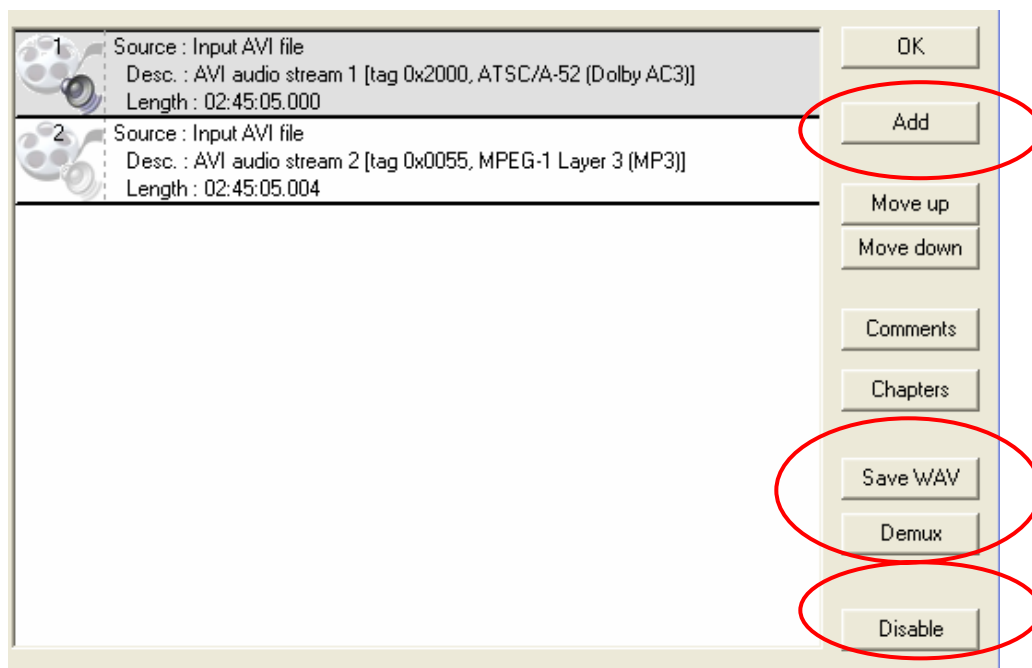 1
Source : Input AVI file
Desc. : AVI audio stream 1 [tag 0x2000, ATSC/A-52 (Dolby AC3)]
Length : 02:45:05.000
2
Source : Input AVI file
Desc. : AVI audio stream 2 [tag 0x0055, MPEG-1 Layer 3 (MP3)]
Length : 02:45:05.004
OK
Add
Move up
Move down
Comments
Chapters
Save WAV
Demux
Disable